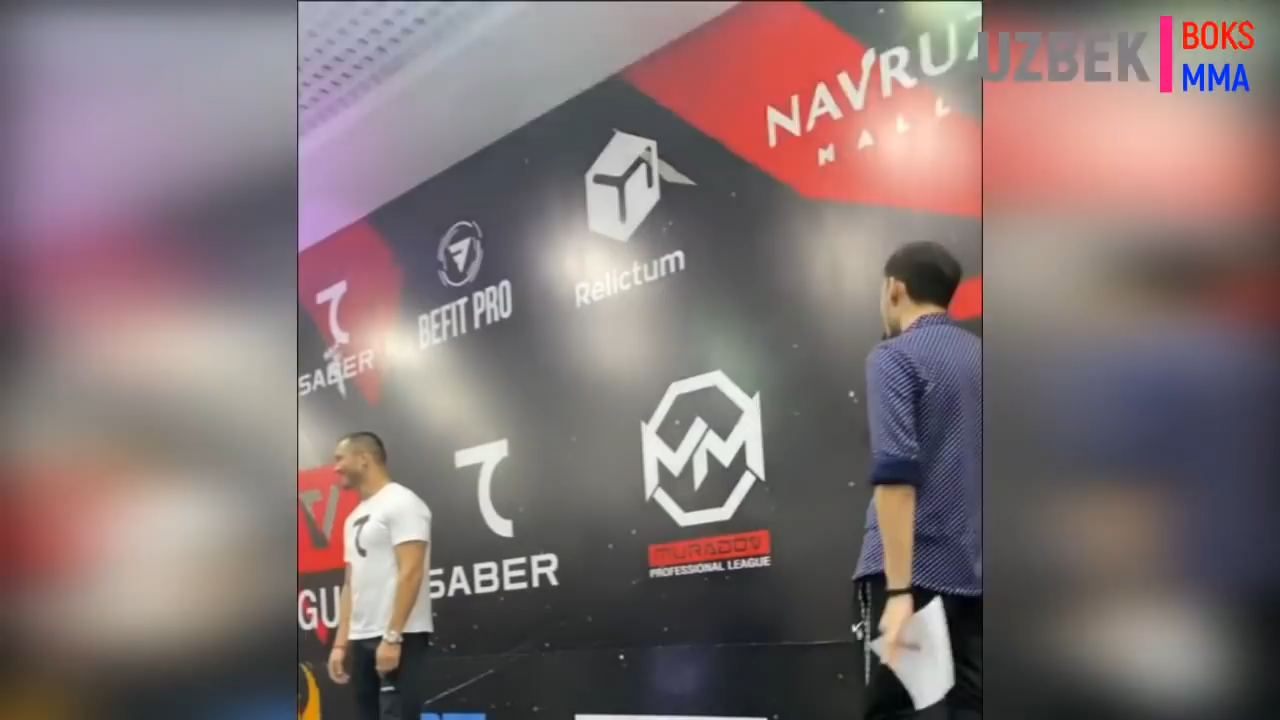 UZBEK
BOKS
MMA
NAVRUZ
MALL
Relictum
BEFIT PRO
SABER
SABER
MURADOV
PROFESSIONAL LEAGUE